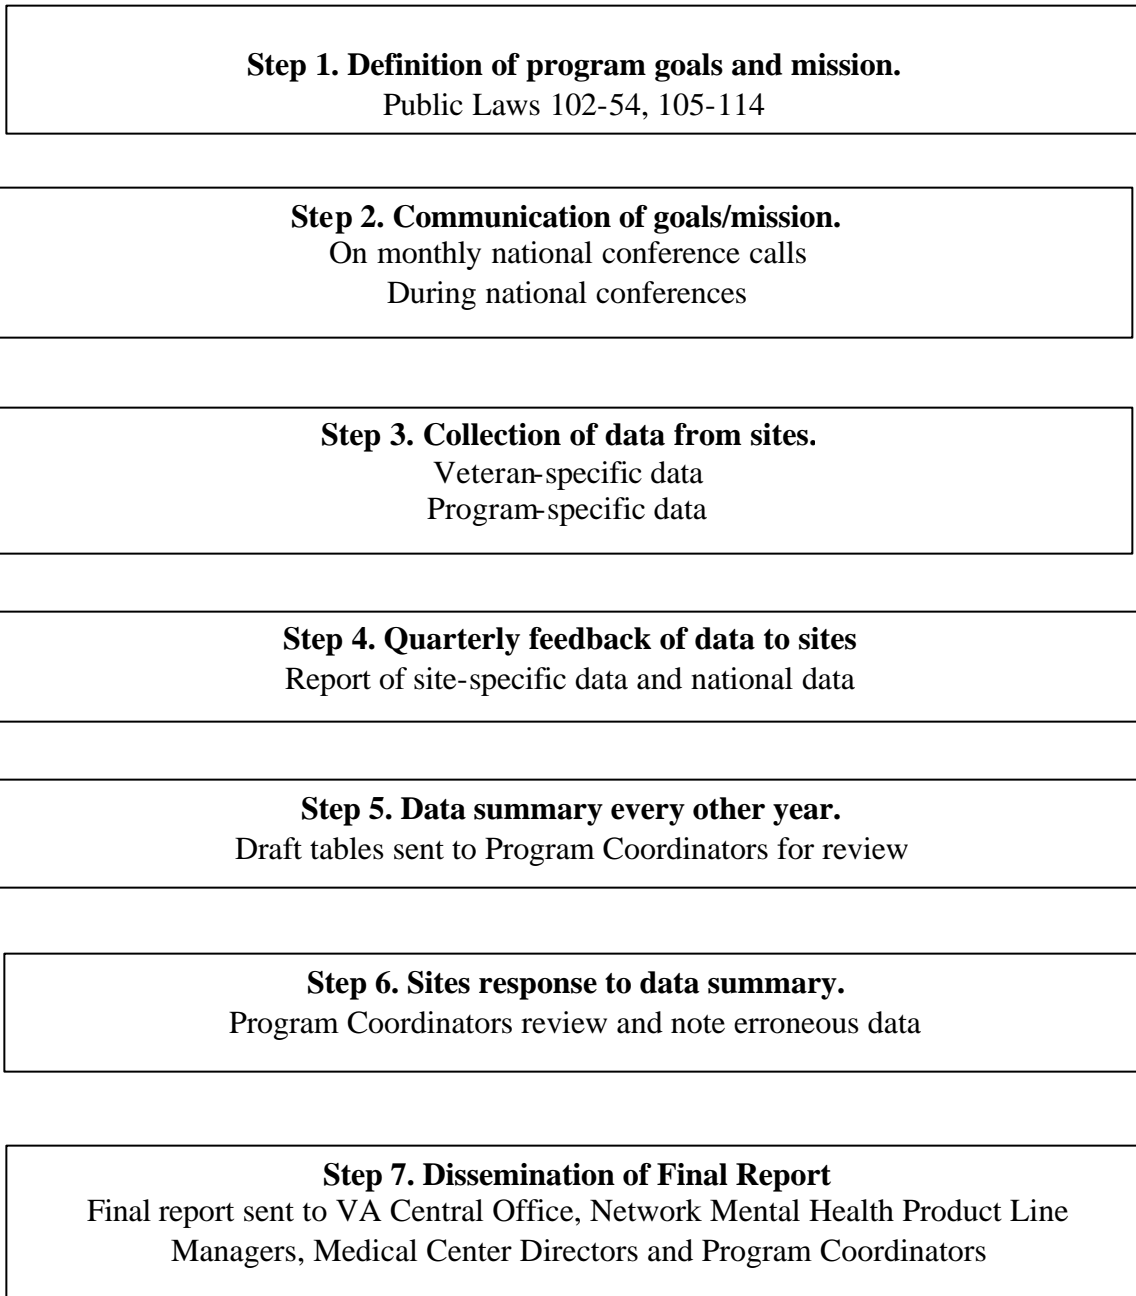 Step 1. Definition of program goals and mission.
Public Laws 102-54, 105-114
Step 2. Communication of goals/mission.
On monthly national conference calls
During national conferences
Step 3. Collection of data from sites.
Veteran-specific data
Program-specific data
Step 4. Quarterly feedback of data to sites
Report of site-specific data and national data
Step 5. Data summary every other year.
Draft tables sent to Program Coordinators for review
Step 6. Sites response to data summary.
Program Coordinators review and note erroneous data
Step 7. Dissemination of Final Report
Final report sent to VA Central Office, Network Mental Health Product Line
Managers, Medical Center Directors and Program Coordinators